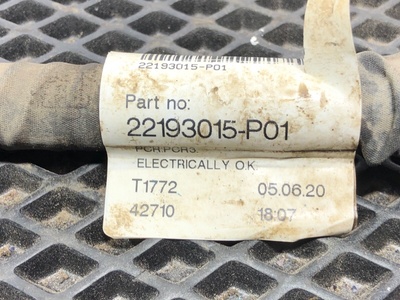 22193015-P01
Part no:
22193015-P01
PCR:PCR3
ELECTRICALLY O.K
T1772 05.06.20
42710 18:07